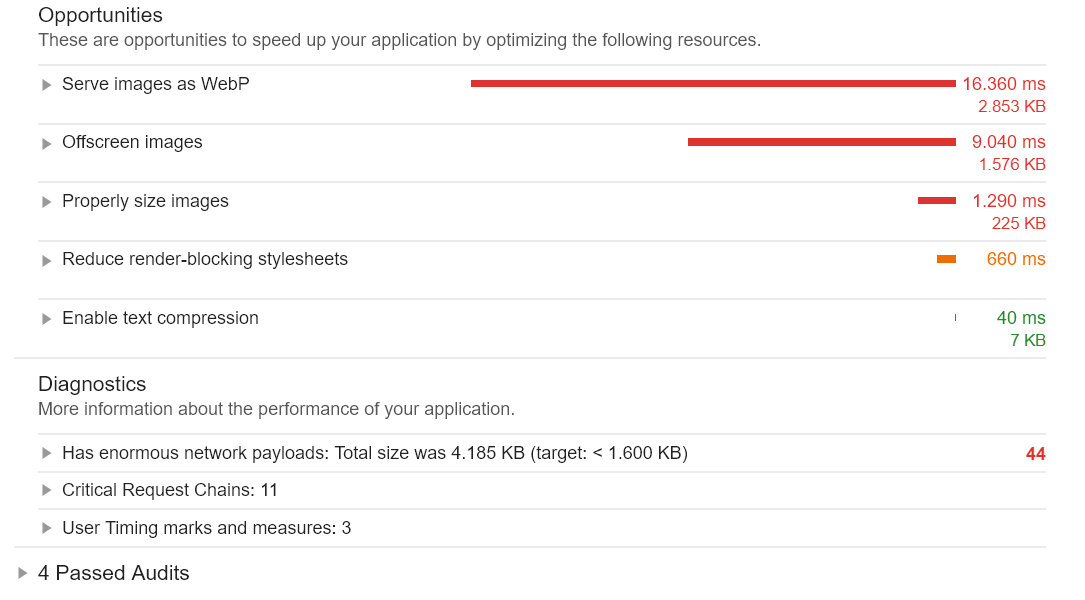 Opportunities
These are opportunities to speed up your application by optimizing the following resources.
Serve images as WebP 16.360 ms
2.853 KB
Offscreen images 9.040 ms
1.576 KB
Properly size images 1.290 ms
225 KB
Reduce render-blocking stylesheets 660 ms
Enable text compression 40 ms
7 KB
Diagnostics
More information about the performance of your application.
Has enormous network payloads: Total size was 4.185 KB (target: < 1.600 KB) 44
Critical Request Chains: 11
User Timing marks and measures: 3
4 Passed Audits